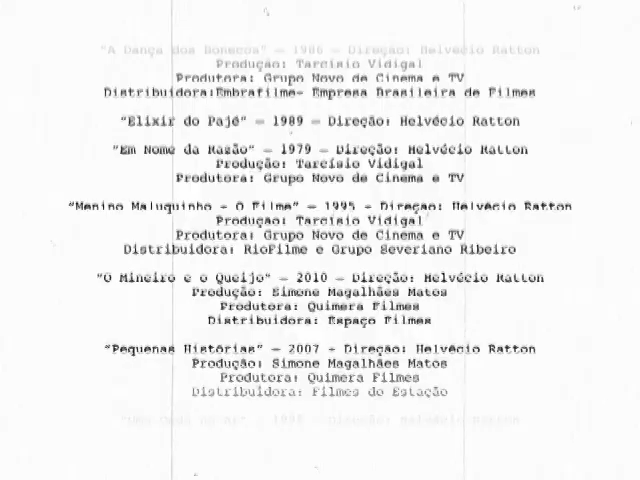 "A Dança dos Bonecos" – 1986 – Direção: Helvécio Ratton
Produção: Tarcísio Vidigal
Produtora: Grupo Novo de Cinema e TV
Distribuidora:Embrafilme- Empresa Brasileira de Filmes
"Elixir do Pajé" – 1989 – Direção: Helvécio Ratton
"Em Nome da Razão" – 1979 – Direção: Helvécio Ratton
Produção: Tarcísio Vidigal
Produtora: Grupo Novo de Cinema e TV
"Menino Maluquinho - O Filme" – 1995 - Direção: Helvécio Ratton
Produção: Tarcísio Vidigal
Produtora: Grupo Novo de Cinema e TV
Distribuidora: RioFilme e Grupo Severiano Ribeiro
"O Mineiro e o Queijo" – 2010 – Direção: Helvécio Ratton
Produção: Simone Magalhães Matos
Produtora: Quimera Filmes
Distribuidora: Espaço Filmes
"Pequenas Histórias" – 2007 - Direção: Helvécio Ratton
Produção: Simone Magalhães Matos
Produtora: Quimera Filmes
Distribuidora: Filmes do Estação
Direção: Helvécio Ratton